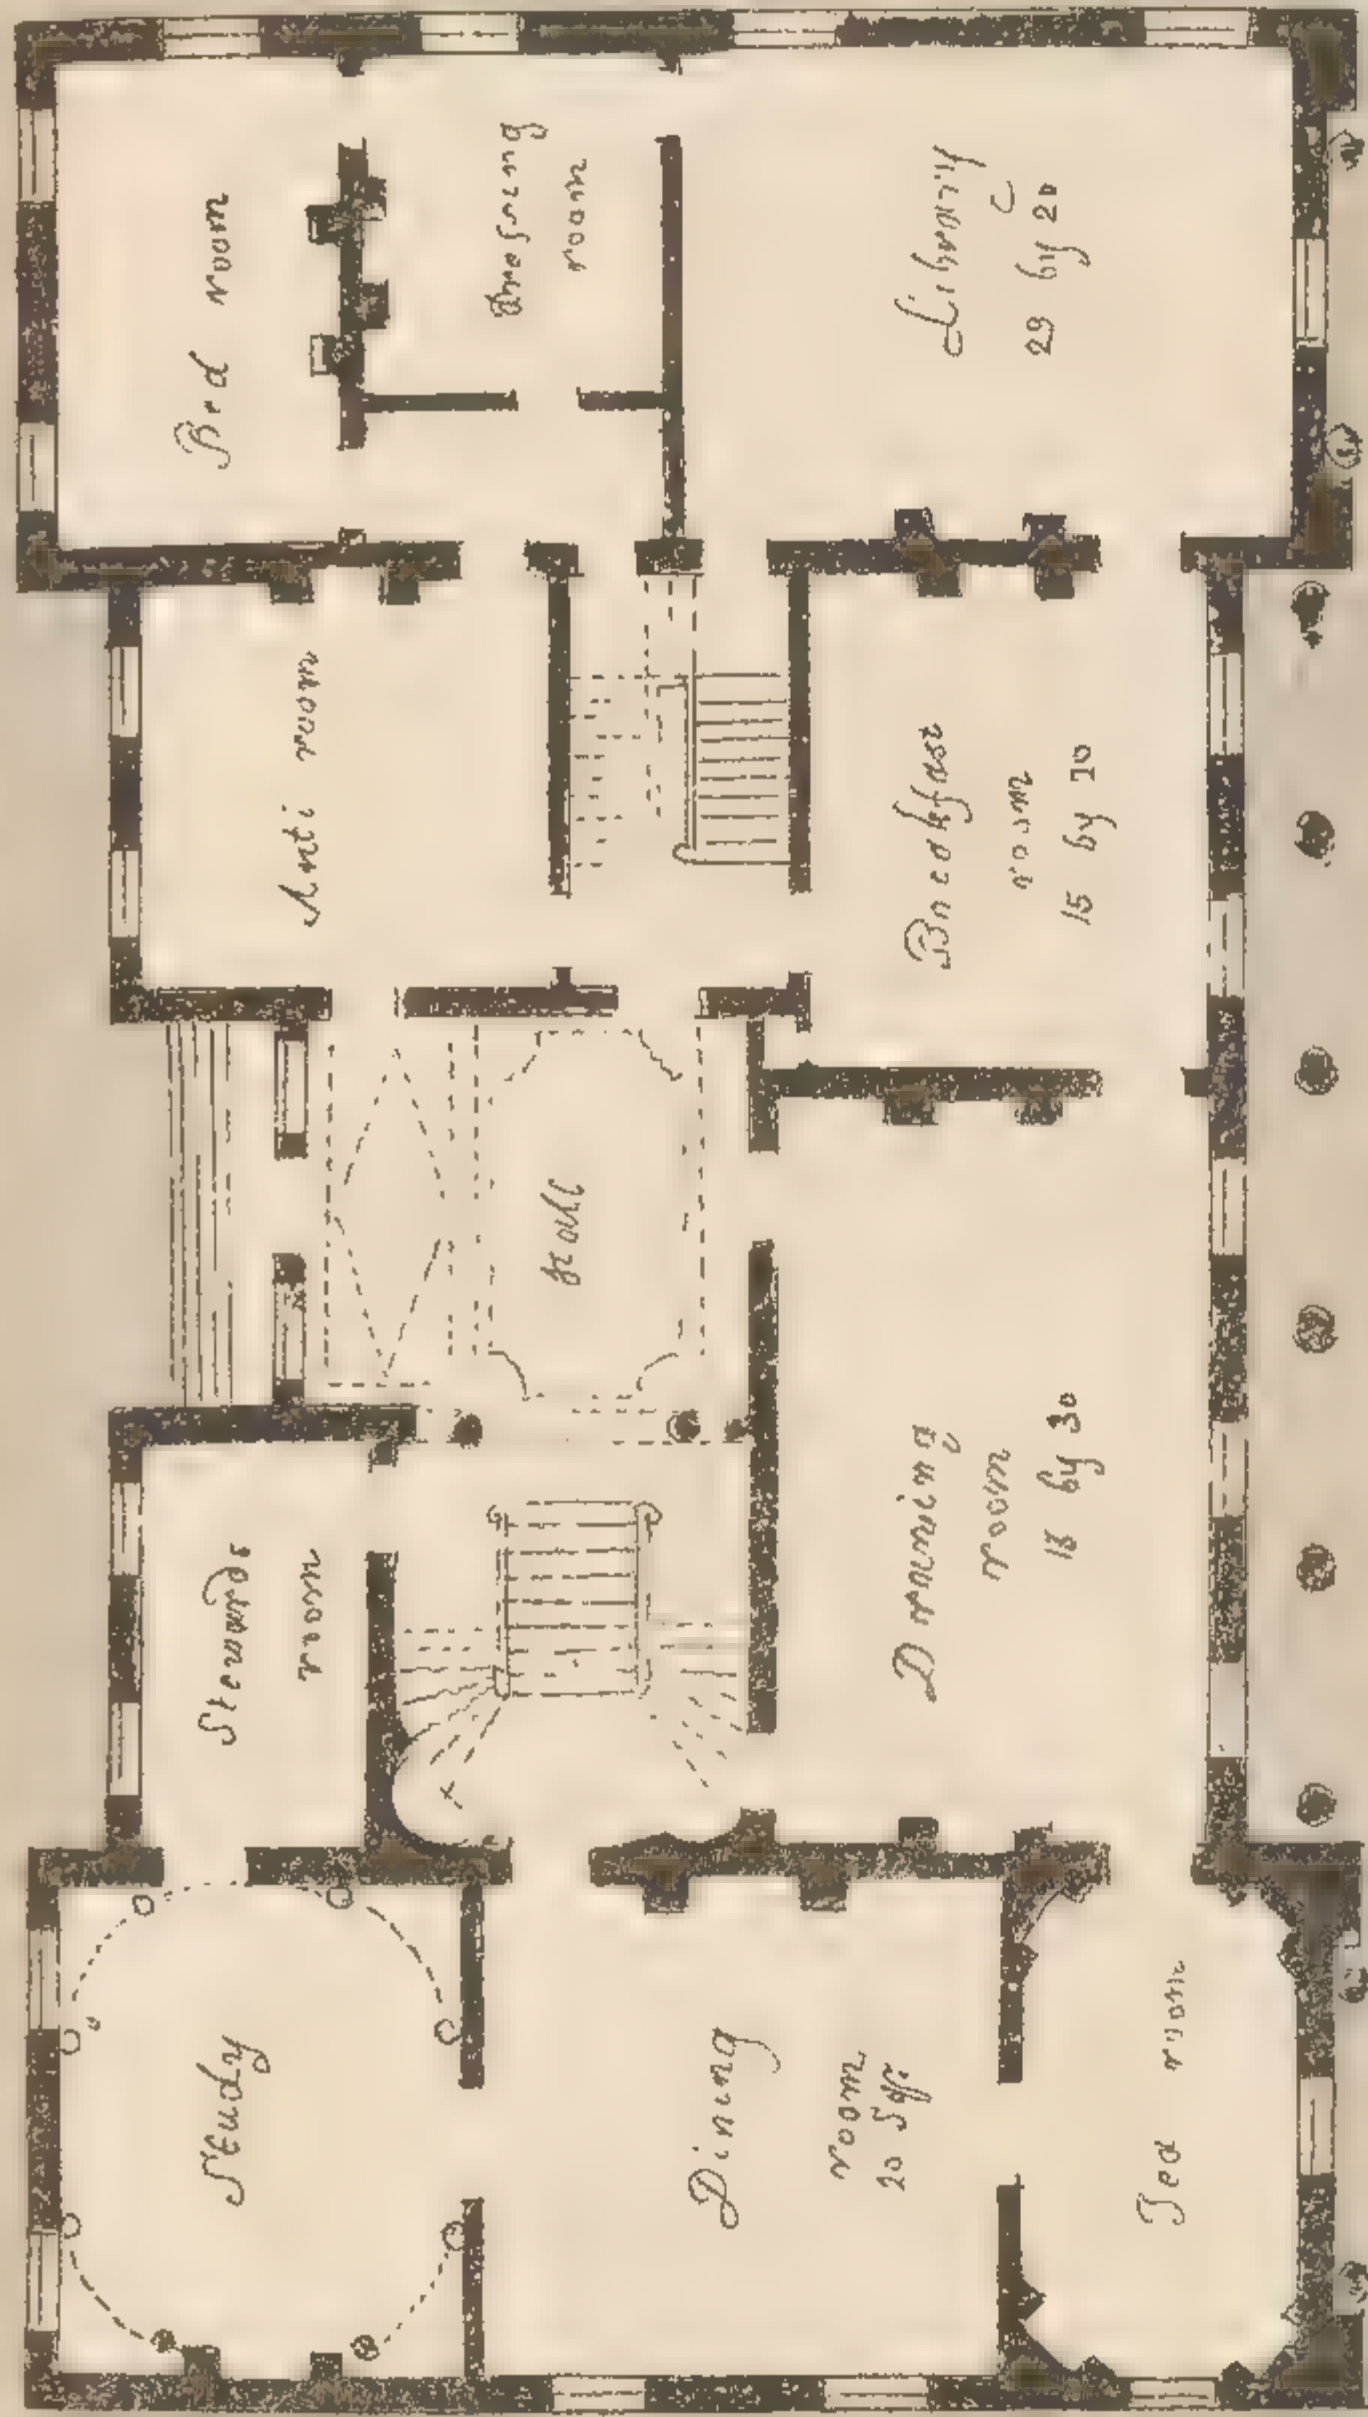 Bed room
Dressing
room
Library
29 by 20
Anti room
Breakfast
room
15 by 20
Hall
Stewards
room
Drawing
room
18 by 30
Study
Dining
room
20 Sqr.
Tea room